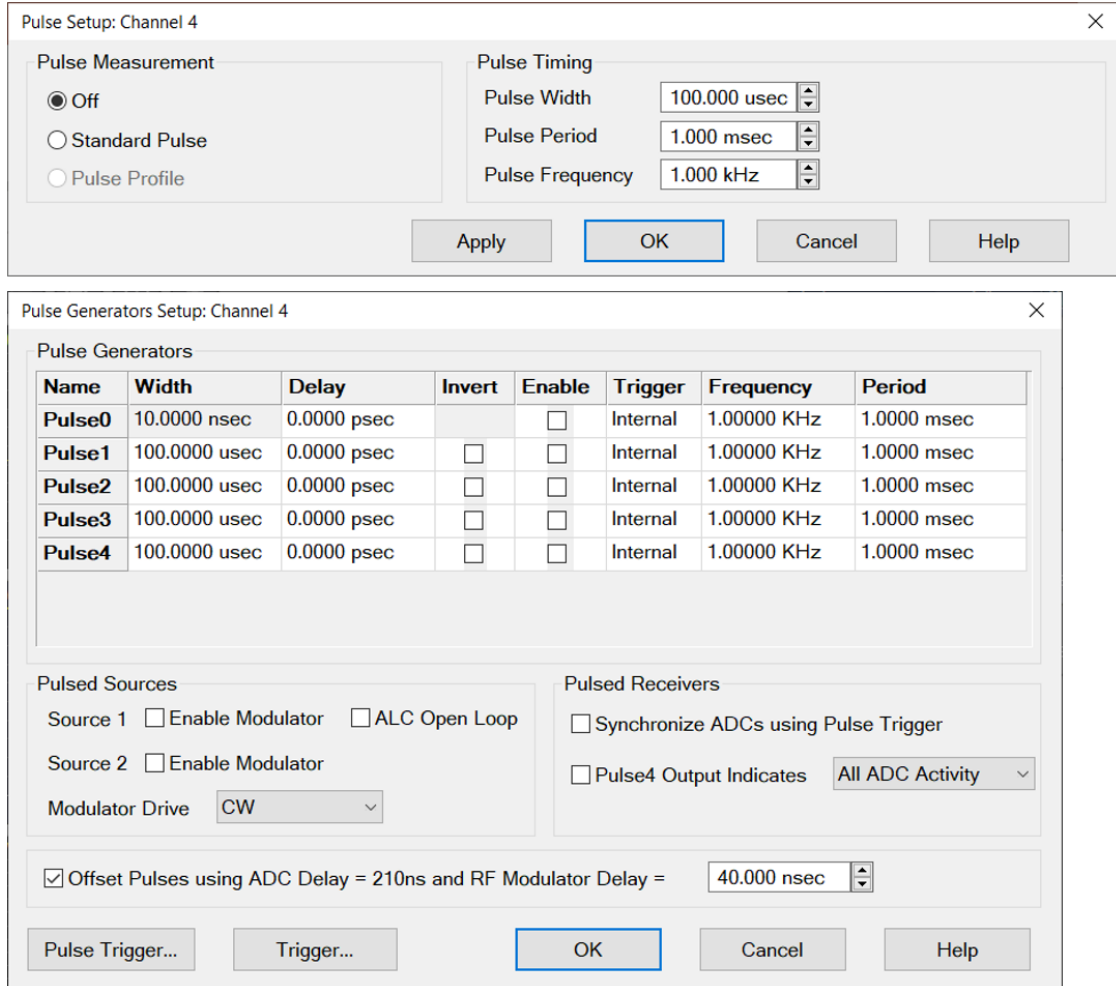 Pulse Setup: Channel 4
Pulse Measurement
Off
Standard Pulse
Pulse Profile
Pulse Timing
Pulse Width 100.000 usec
Pulse Period 1.000 msec
Pulse Frequency 1.000 kHz
Apply OK Cancel Help
Pulse Generators Setup: Channel 4
Pulse Generators
Name Width Delay Invert Enable Trigger Frequency Period
Pulse0 10.0000 nsec 0.0000 psec Internal 1.00000 KHz 1.0000 msec
Pulse1 100.0000 usec 0.0000 psec Internal 1.00000 KHz 1.0000 msec
Pulse2 100.0000 usec 0.0000 psec Internal 1.00000 KHz 1.0000 msec
Pulse3 100.0000 usec 0.0000 psec Internal 1.00000 KHz 1.0000 msec
Pulse4 100.0000 usec 0.0000 psec Internal 1.00000 KHz 1.0000 msec
Pulsed Sources
Source 1 Enable Modulator ALC Open Loop
Source 2 Enable Modulator
Modulator Drive CW
Pulsed Receivers
Synchronize ADCs using Pulse Trigger
Pulse4 Output Indicates All ADC Activity
Offset Pulses using ADC Delay = 210ns and RF Modulator Delay = 40.000 nsec
Pulse Trigger... Trigger... OK Cancel Help